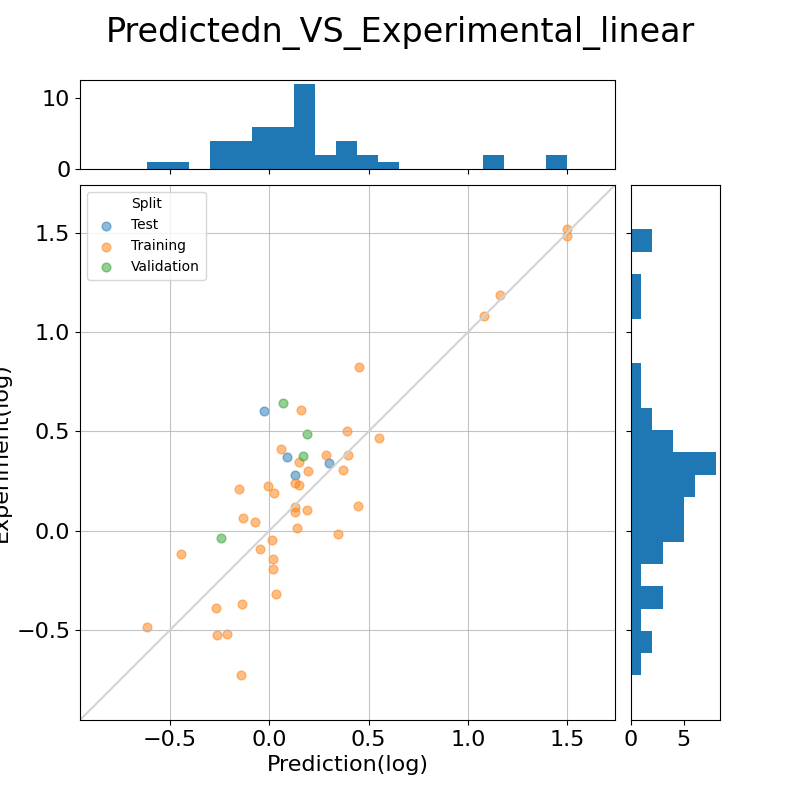 Predictedn_VS_Experimental_linear
10
0
Split
Test
Training
Validation
1.5
1.0
0.5
0.0
−0.5
Experiment(log)
−0.5 0.0 0.5 1.0 1.5
0 5
Prediction(log)